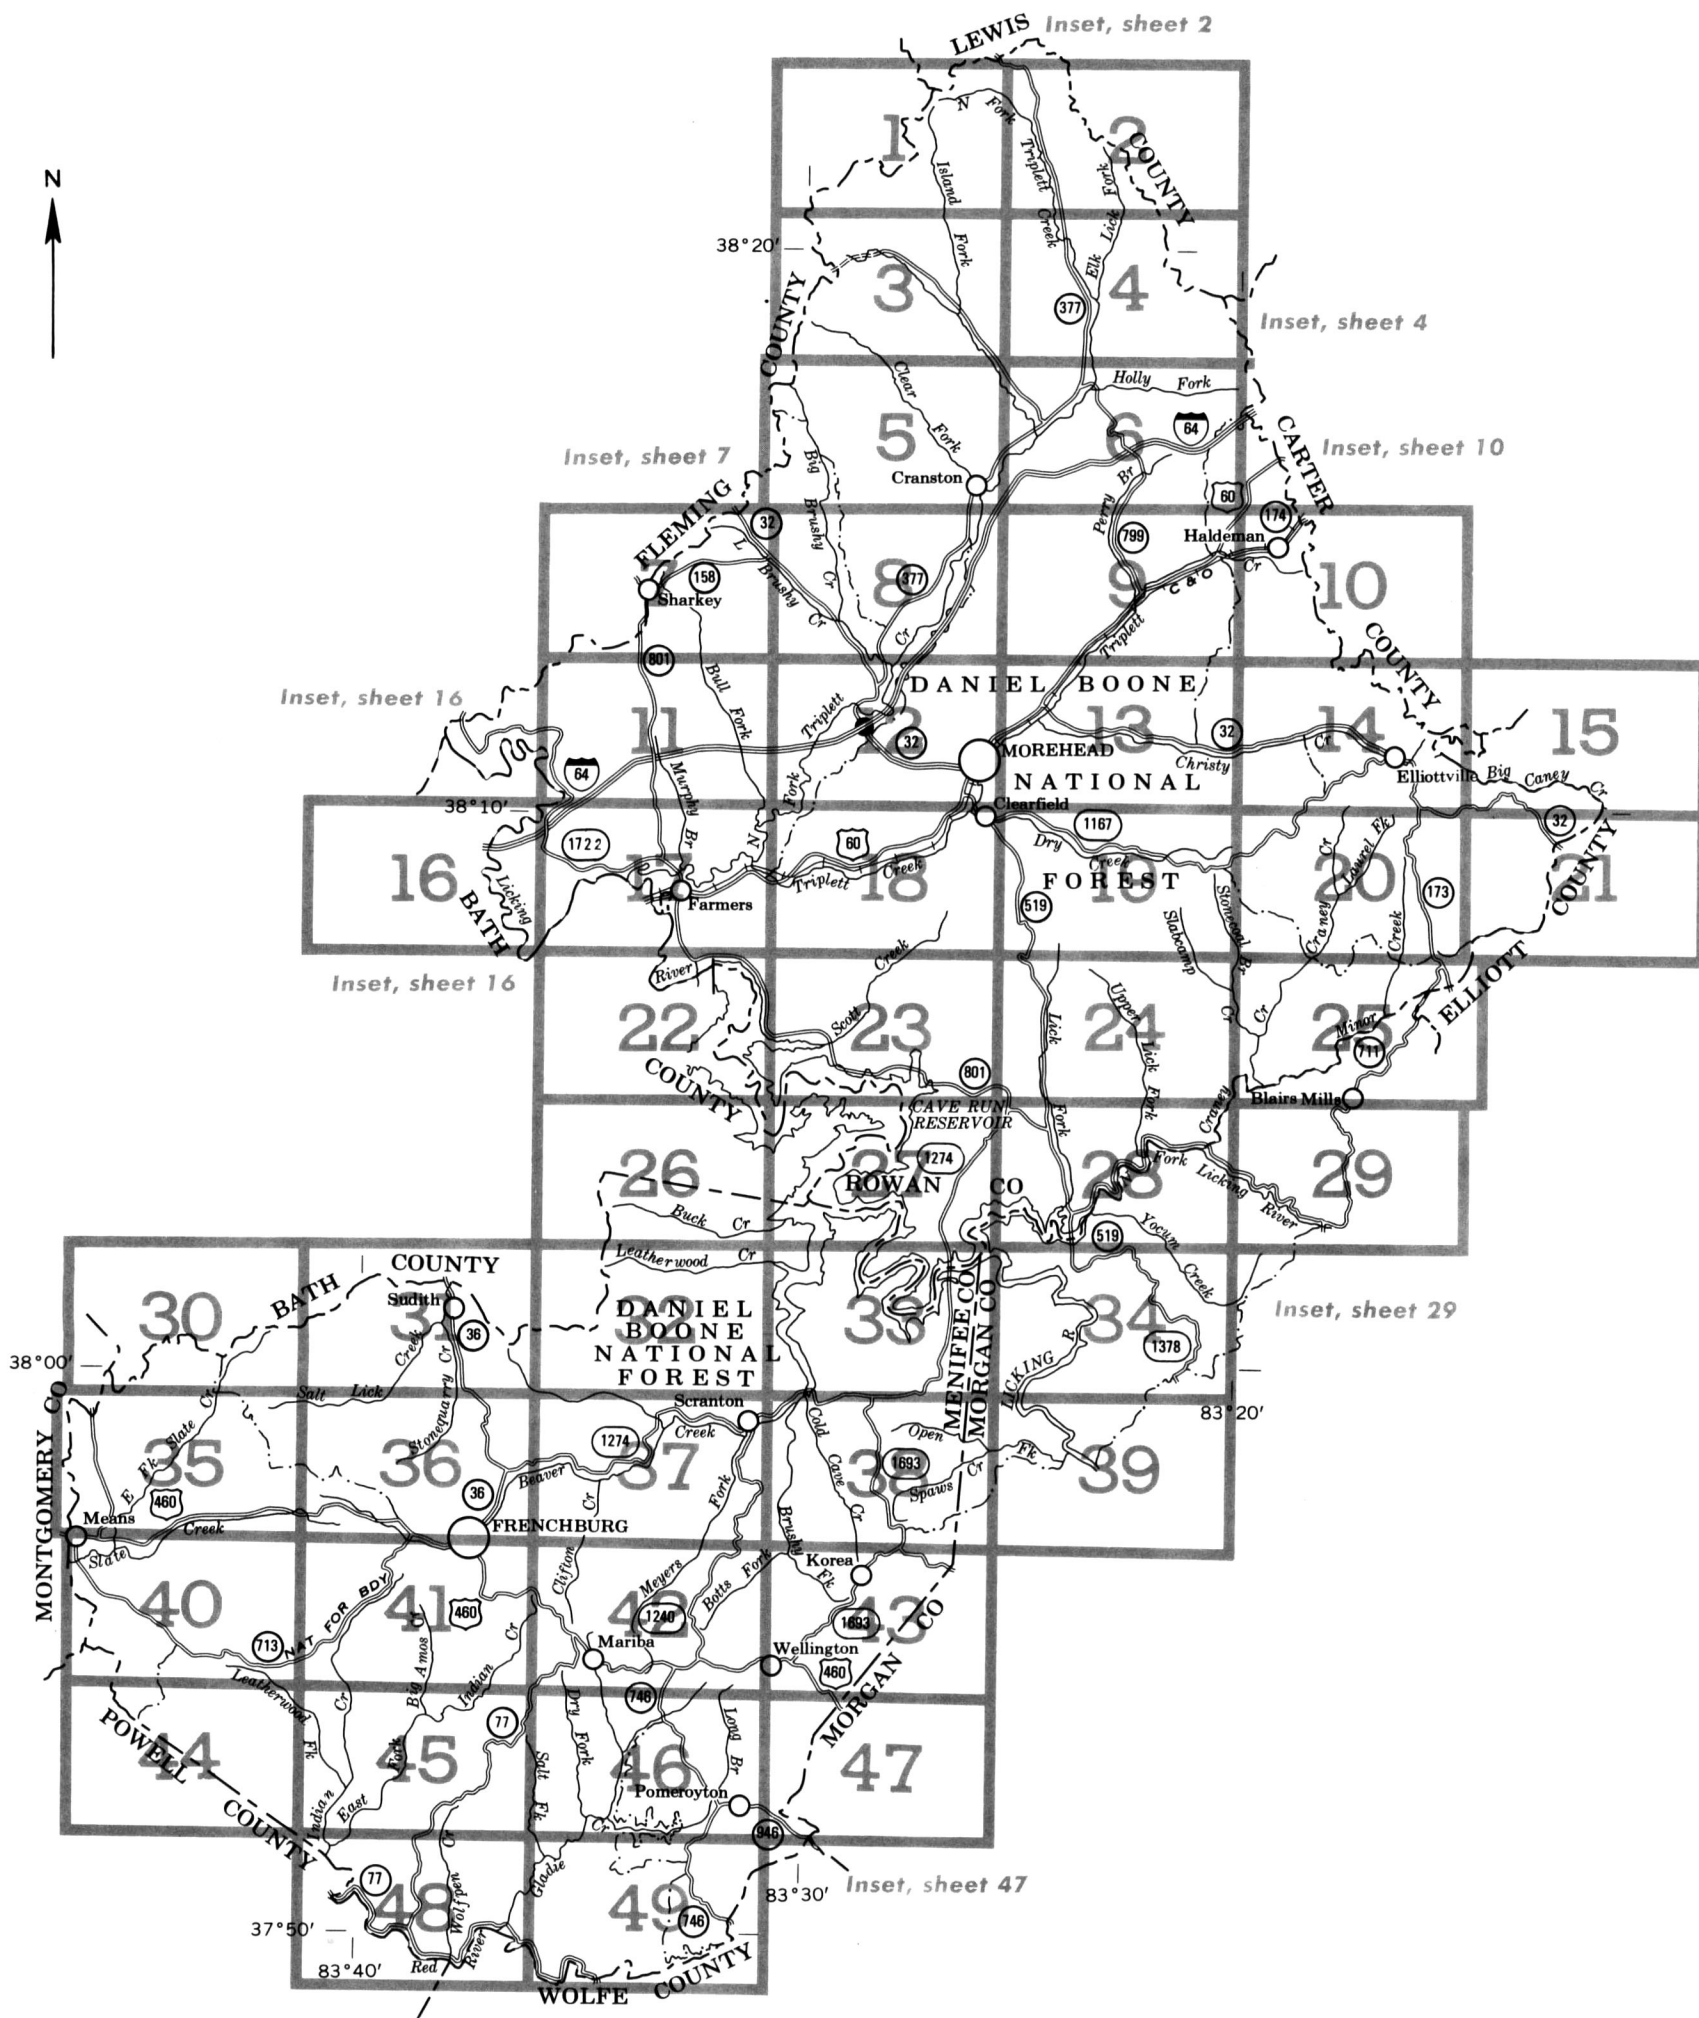 LEWIS
Inset, sheet 2
N
1
2
N Fork
Triplett Creek
Island Fork
Elk Lick Fork
COUNTY
38°20'
3
4
377
COUNTY
Inset, sheet 4
Clear Fork
Holly Fork
5
6
64
CARTER
Inset, sheet 7
Inset, sheet 10
Big Brushy Cr
Cranston
Perry Br
60
174
FLEMING
32
799
Haldeman
7
L Brushy Cr
158
8
377
9
C & O
Cr
10
Sharkey
Cr
Triplett
801
COUNTY
Inset, sheet 16
Bull Fork
DANIEL BOONE
11
Triplett
12
32
13
32
14
15
64
MOREHEAD
Christy
Cr
Murphy Br
N Fork
NATIONAL
Elliottville
Big Caney Cr
38°10'
Clearfield
1722
60
1167
Dry Creek
32
16
17
Triplett Creek
18
19
Laurel Fk
20
COUNTY
21
FOREST
Licking
BATH
Farmers
519
173
Slabcamp Cr
Stonecoal Br
Craney Cr
Creek
Inset, sheet 16
River
Scott Creek
ELLIOTT
22
23
Lick Fork
Upper Lick Fork
24
25
Minor
711
COUNTY
801
CAVE RUN
RESERVOIR
Blairs Mills
Craney
26
27
1274
28
29
ROWAN CO
N Fork Licking River
Buck Cr
519
Yocum Creek
Leatherwood Cr
COUNTY
BATH
Sudith
30
31
36
DANIEL
BOONE
NATIONAL
FOREST
32
33
MENIFEE CO
MORGAN CO
34
Inset, sheet 29
38°00'
Creek
1378
LICKING R
Salt Lick
Stonequarry Cr
Scranton
83°20'
MONTGOMERY CO
E Fk Slate Cr
Creek
Cold Cave Cr
Open Fk
35
36
1274
37
38
1693
39
Beaver
Spaws Cr
460
36
Cr
Fork
Means
Creek
FRENCHBURG
Brushy Fk
Slate
Clifton
Meyers
Botts Fork
Korea
40
NAT FOR BDY
41
460
42
1240
1693
43
713
Big Amos Cr
Indian Cr
Mariba
Wellington
460
Leatherwood Fk
Cr
746
MORGAN CO
POWELL COUNTY
44
45
77
Dry Fork
Salt Fk
Long Br
46
47
East Fork
Pomeroyton
Indian
Cr
946
77
48
Wolfpen Cr
Gladie
49
83°30'
Inset, sheet 47
37°50'
746
83°40'
Red River
WOLFE COUNTY